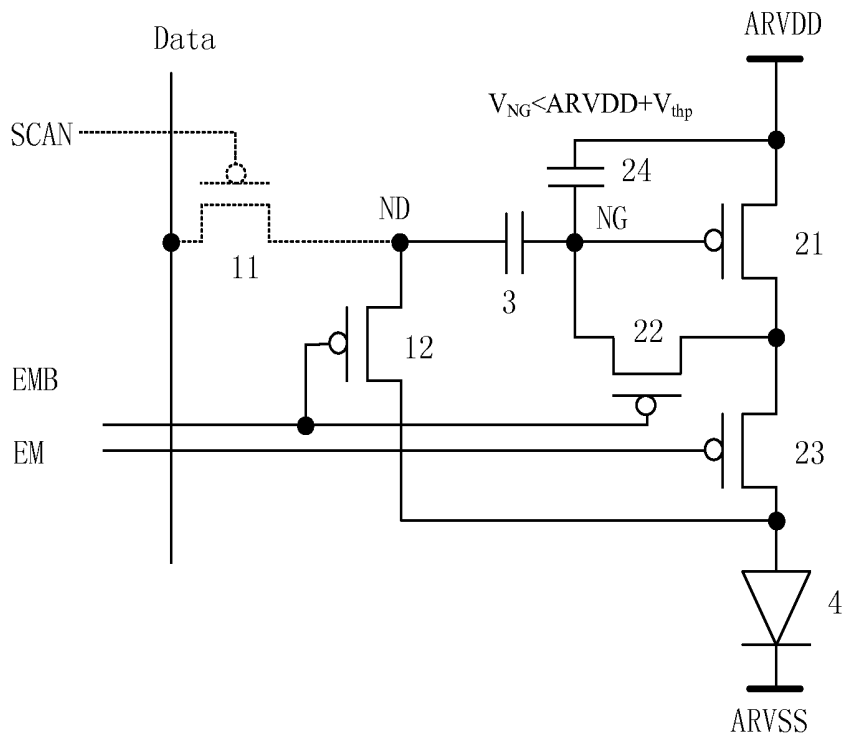 ARVDD
Data
V_NG<ARVDD+V_thp
SCAN
24
ND
NG
21
11
3
22
12
EMB
EM
23
4
ARVSS